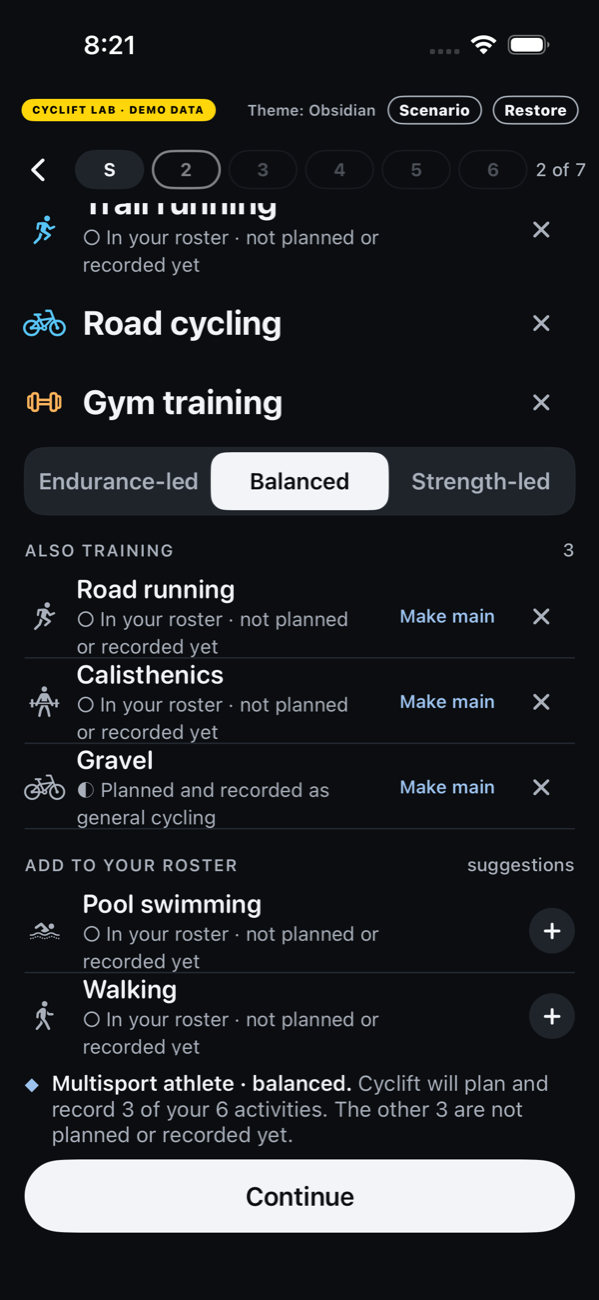 8:21
CYCLIFT LAB · DEMO DATA
Theme: Obsidian
Scenario
Restore
S
2
3
4
5
6
2 of 7
Trail running
In your roster · not planned or
recorded yet
Road cycling
Gym training
Endurance-led
Balanced
Strength-led
ALSO TRAINING
3
Road running
In your roster · not planned
or recorded yet
Make main
Calisthenics
In your roster · not planned
or recorded yet
Make main
Gravel
Planned and recorded as
general cycling
Make main
ADD TO YOUR ROSTER
suggestions
Pool swimming
In your roster · not planned or
recorded yet
Walking
In your roster · not planned or
recorded yet
Multisport athlete · balanced. Cyclift will plan and
record 3 of your 6 activities. The other 3 are not
planned or recorded yet.
Continue